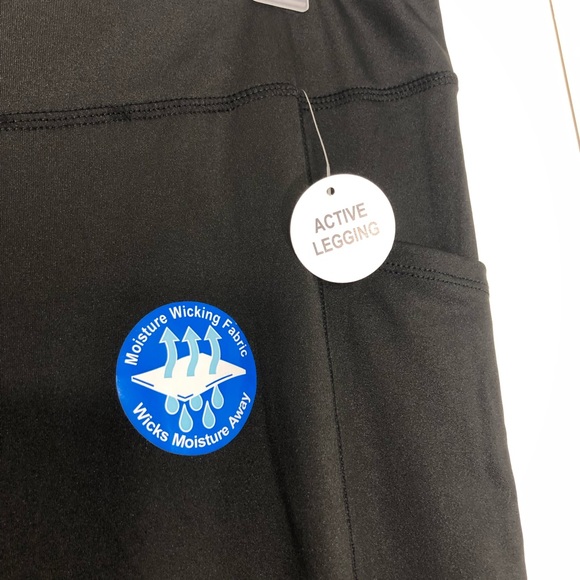 ACTIVE
LEGGING
Moisture Wicking Fabric
Wicks Moisture Away